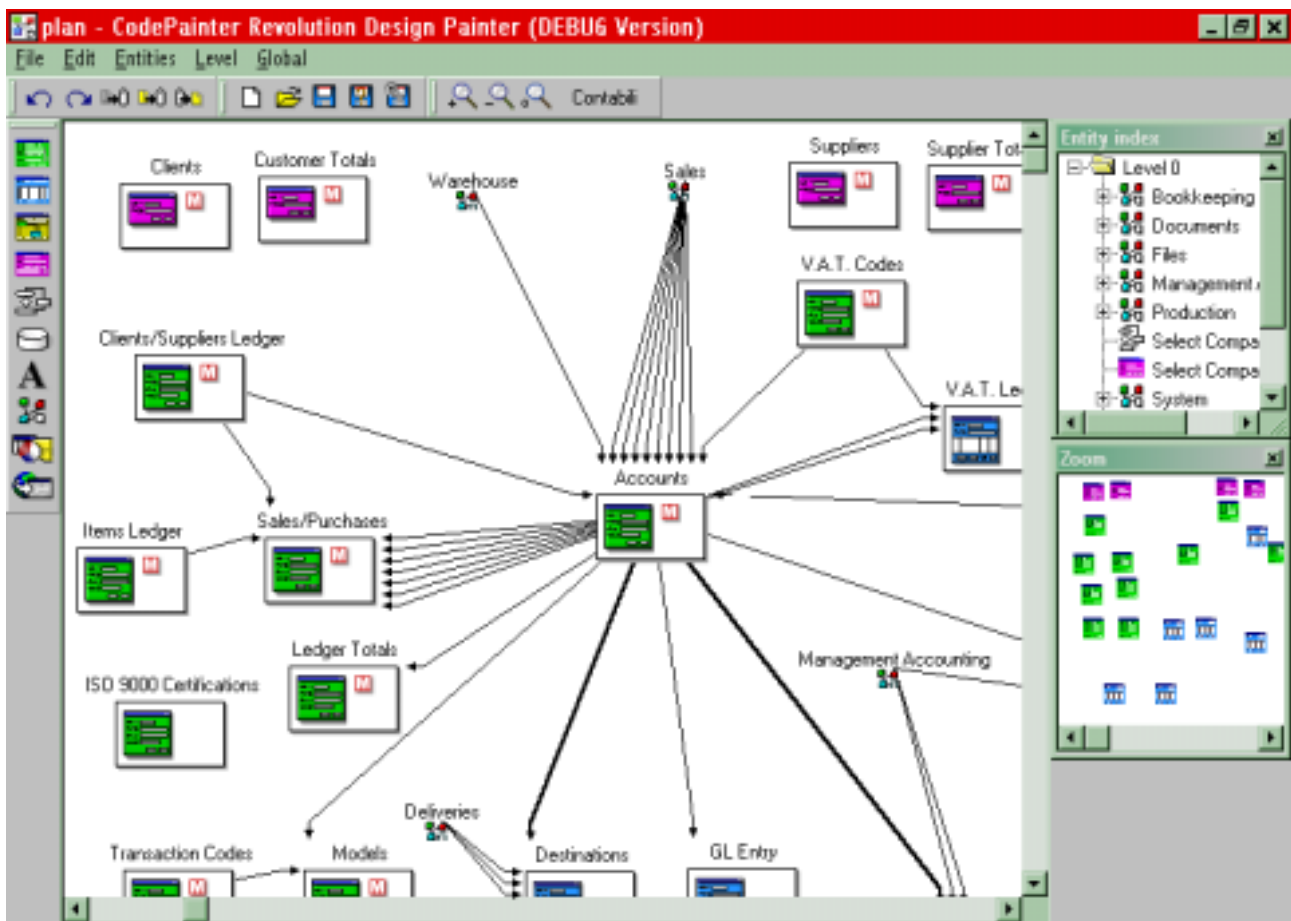 plan - CodePainter Revolution Design Painter (DEBUG Version)
File Edit Entities Level Global
Contabili
Clients
Customer Totals
Warehouse
Sales
Suppliers
Supplier Tot
V.A.T. Codes
Clients/Suppliers Ledger
V.A.T. Le
Accounts
Items Ledger
Sales/Purchases
Ledger Totals
Management Accounting
ISO 9000 Certifications
Deliveries
Transaction Codes
Models
Destinations
GL Entry
M
M
M
M
M
M
M
M
M
M
M
M
M
A
Entity index
Level 0
Bookkeeping
Documents
Files
Management
Production
Select Compa
Select Compa
System
Zoom